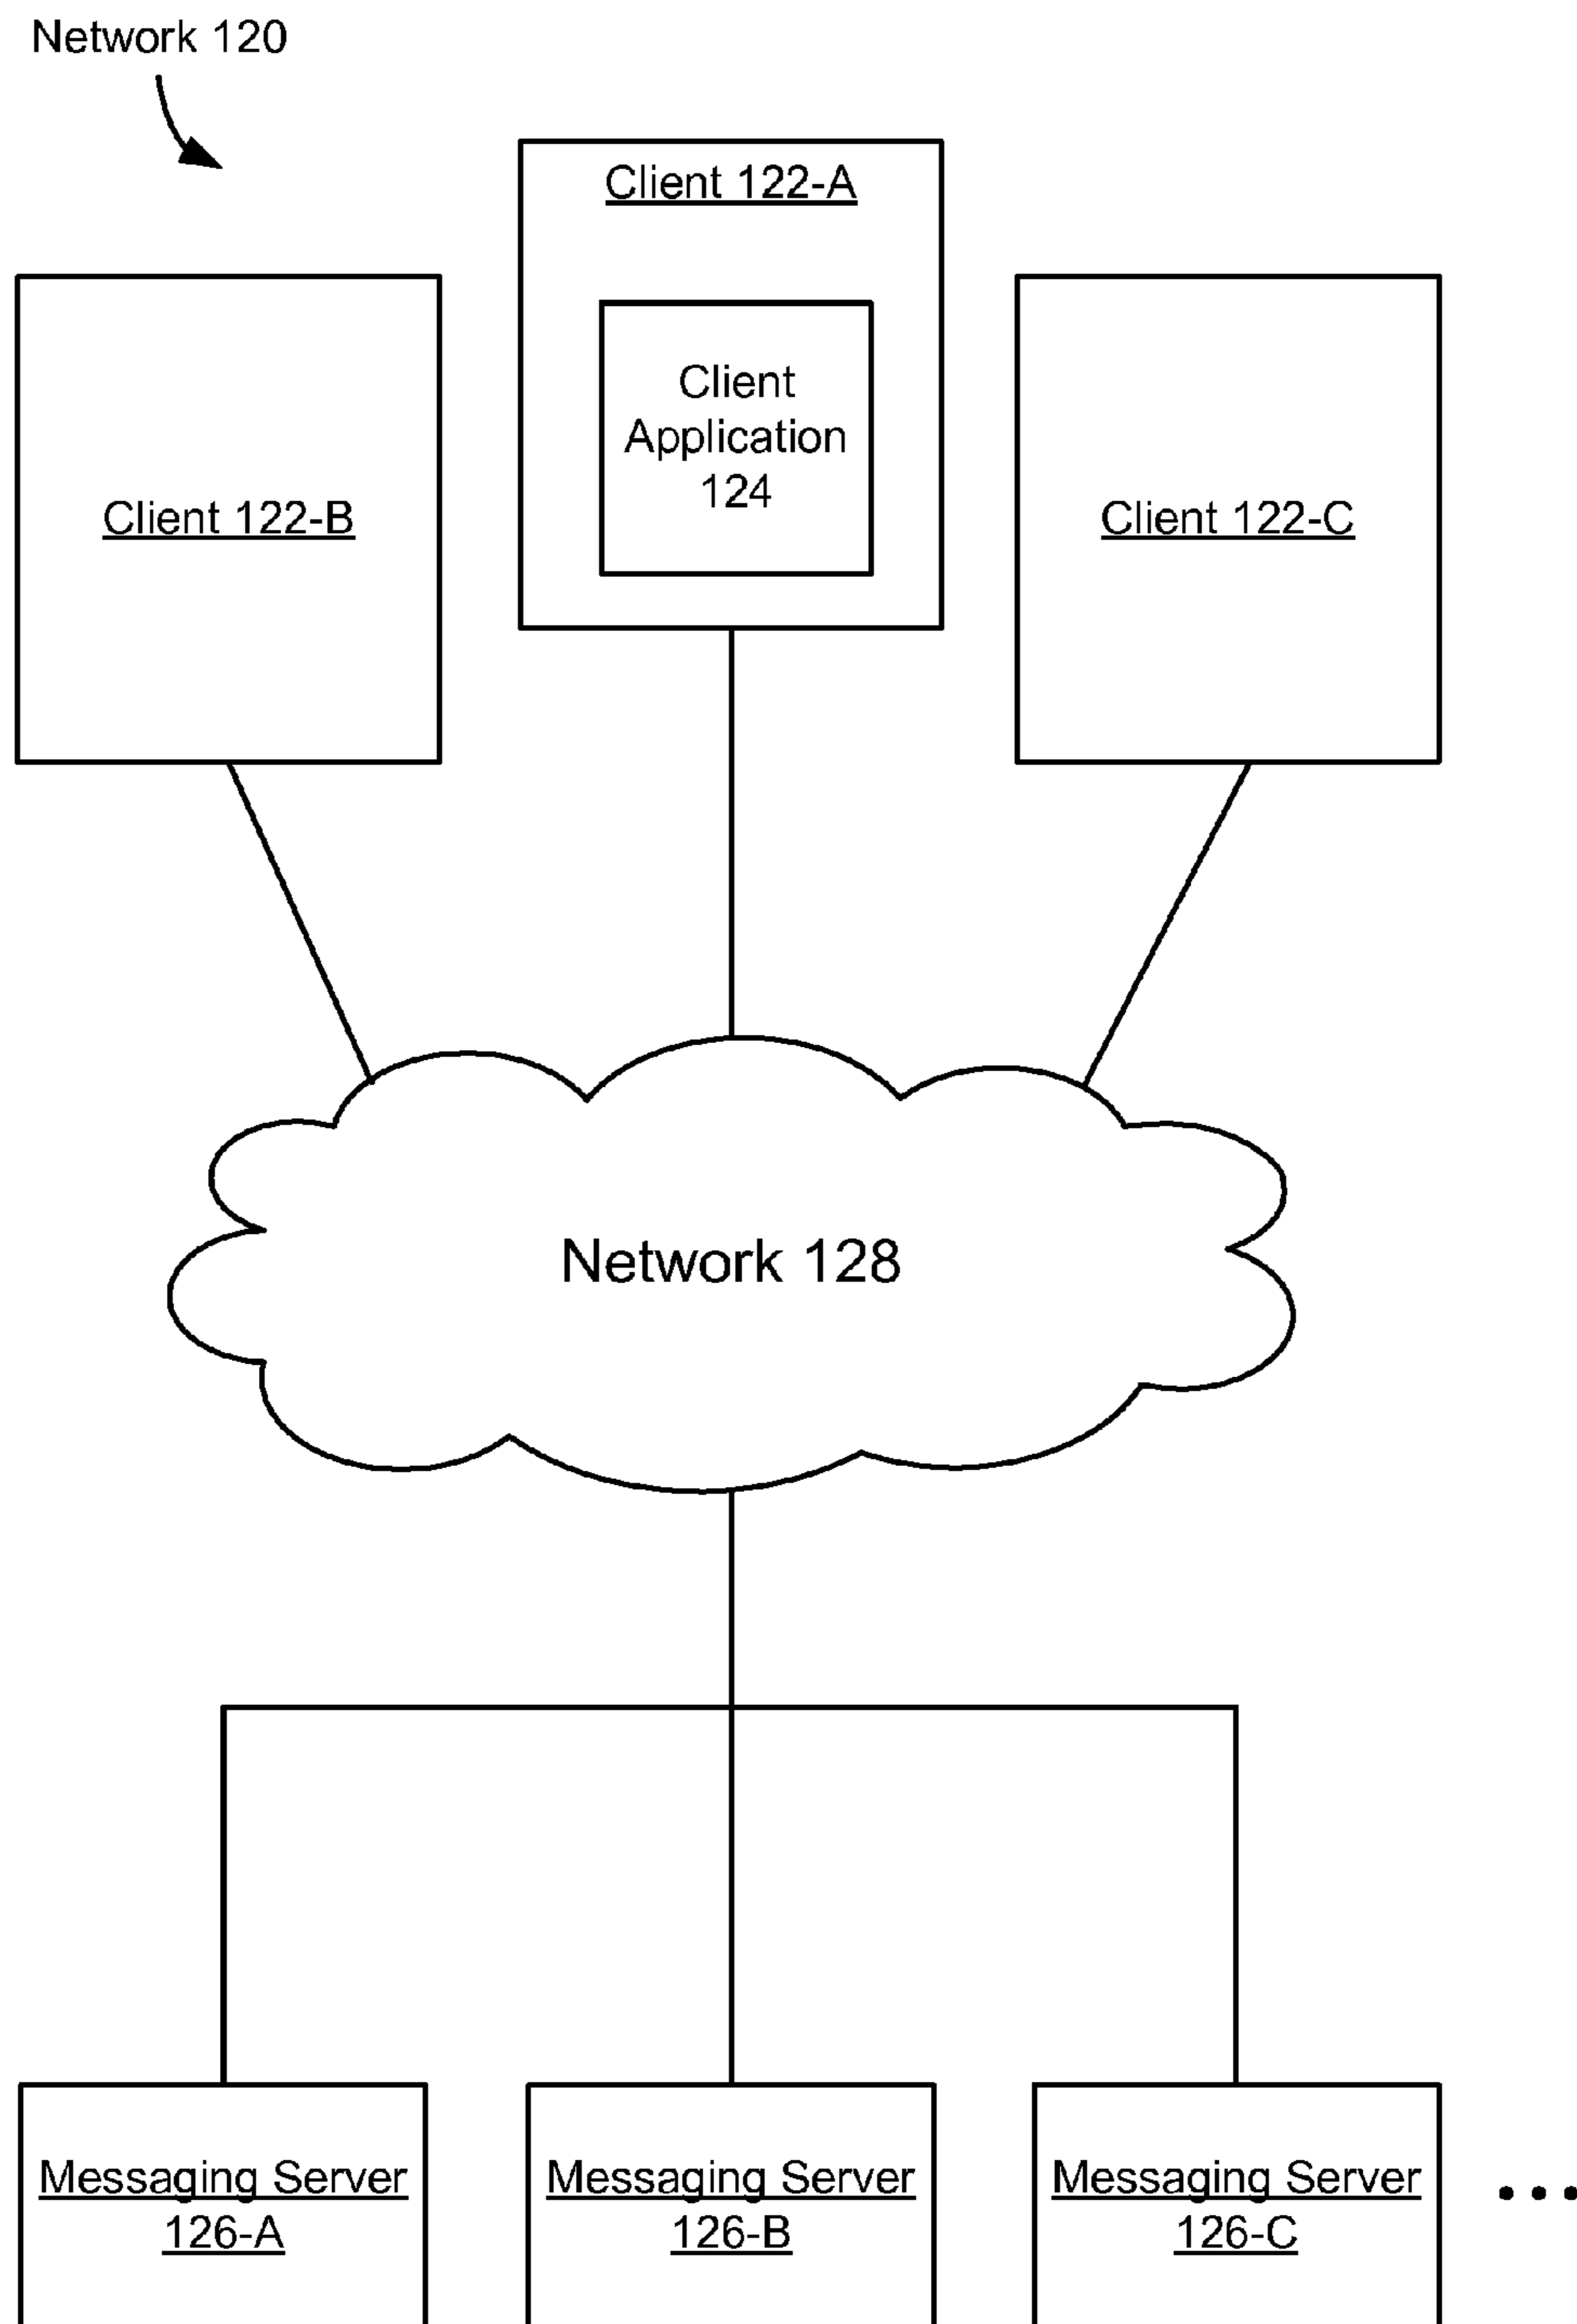 Network 120
Client 122-A
Client
Application
124
Client 122-B
Client 122-C
Network 128
Messaging Server
126-A
Messaging Server
126-B
Messaging Server
126-C
...